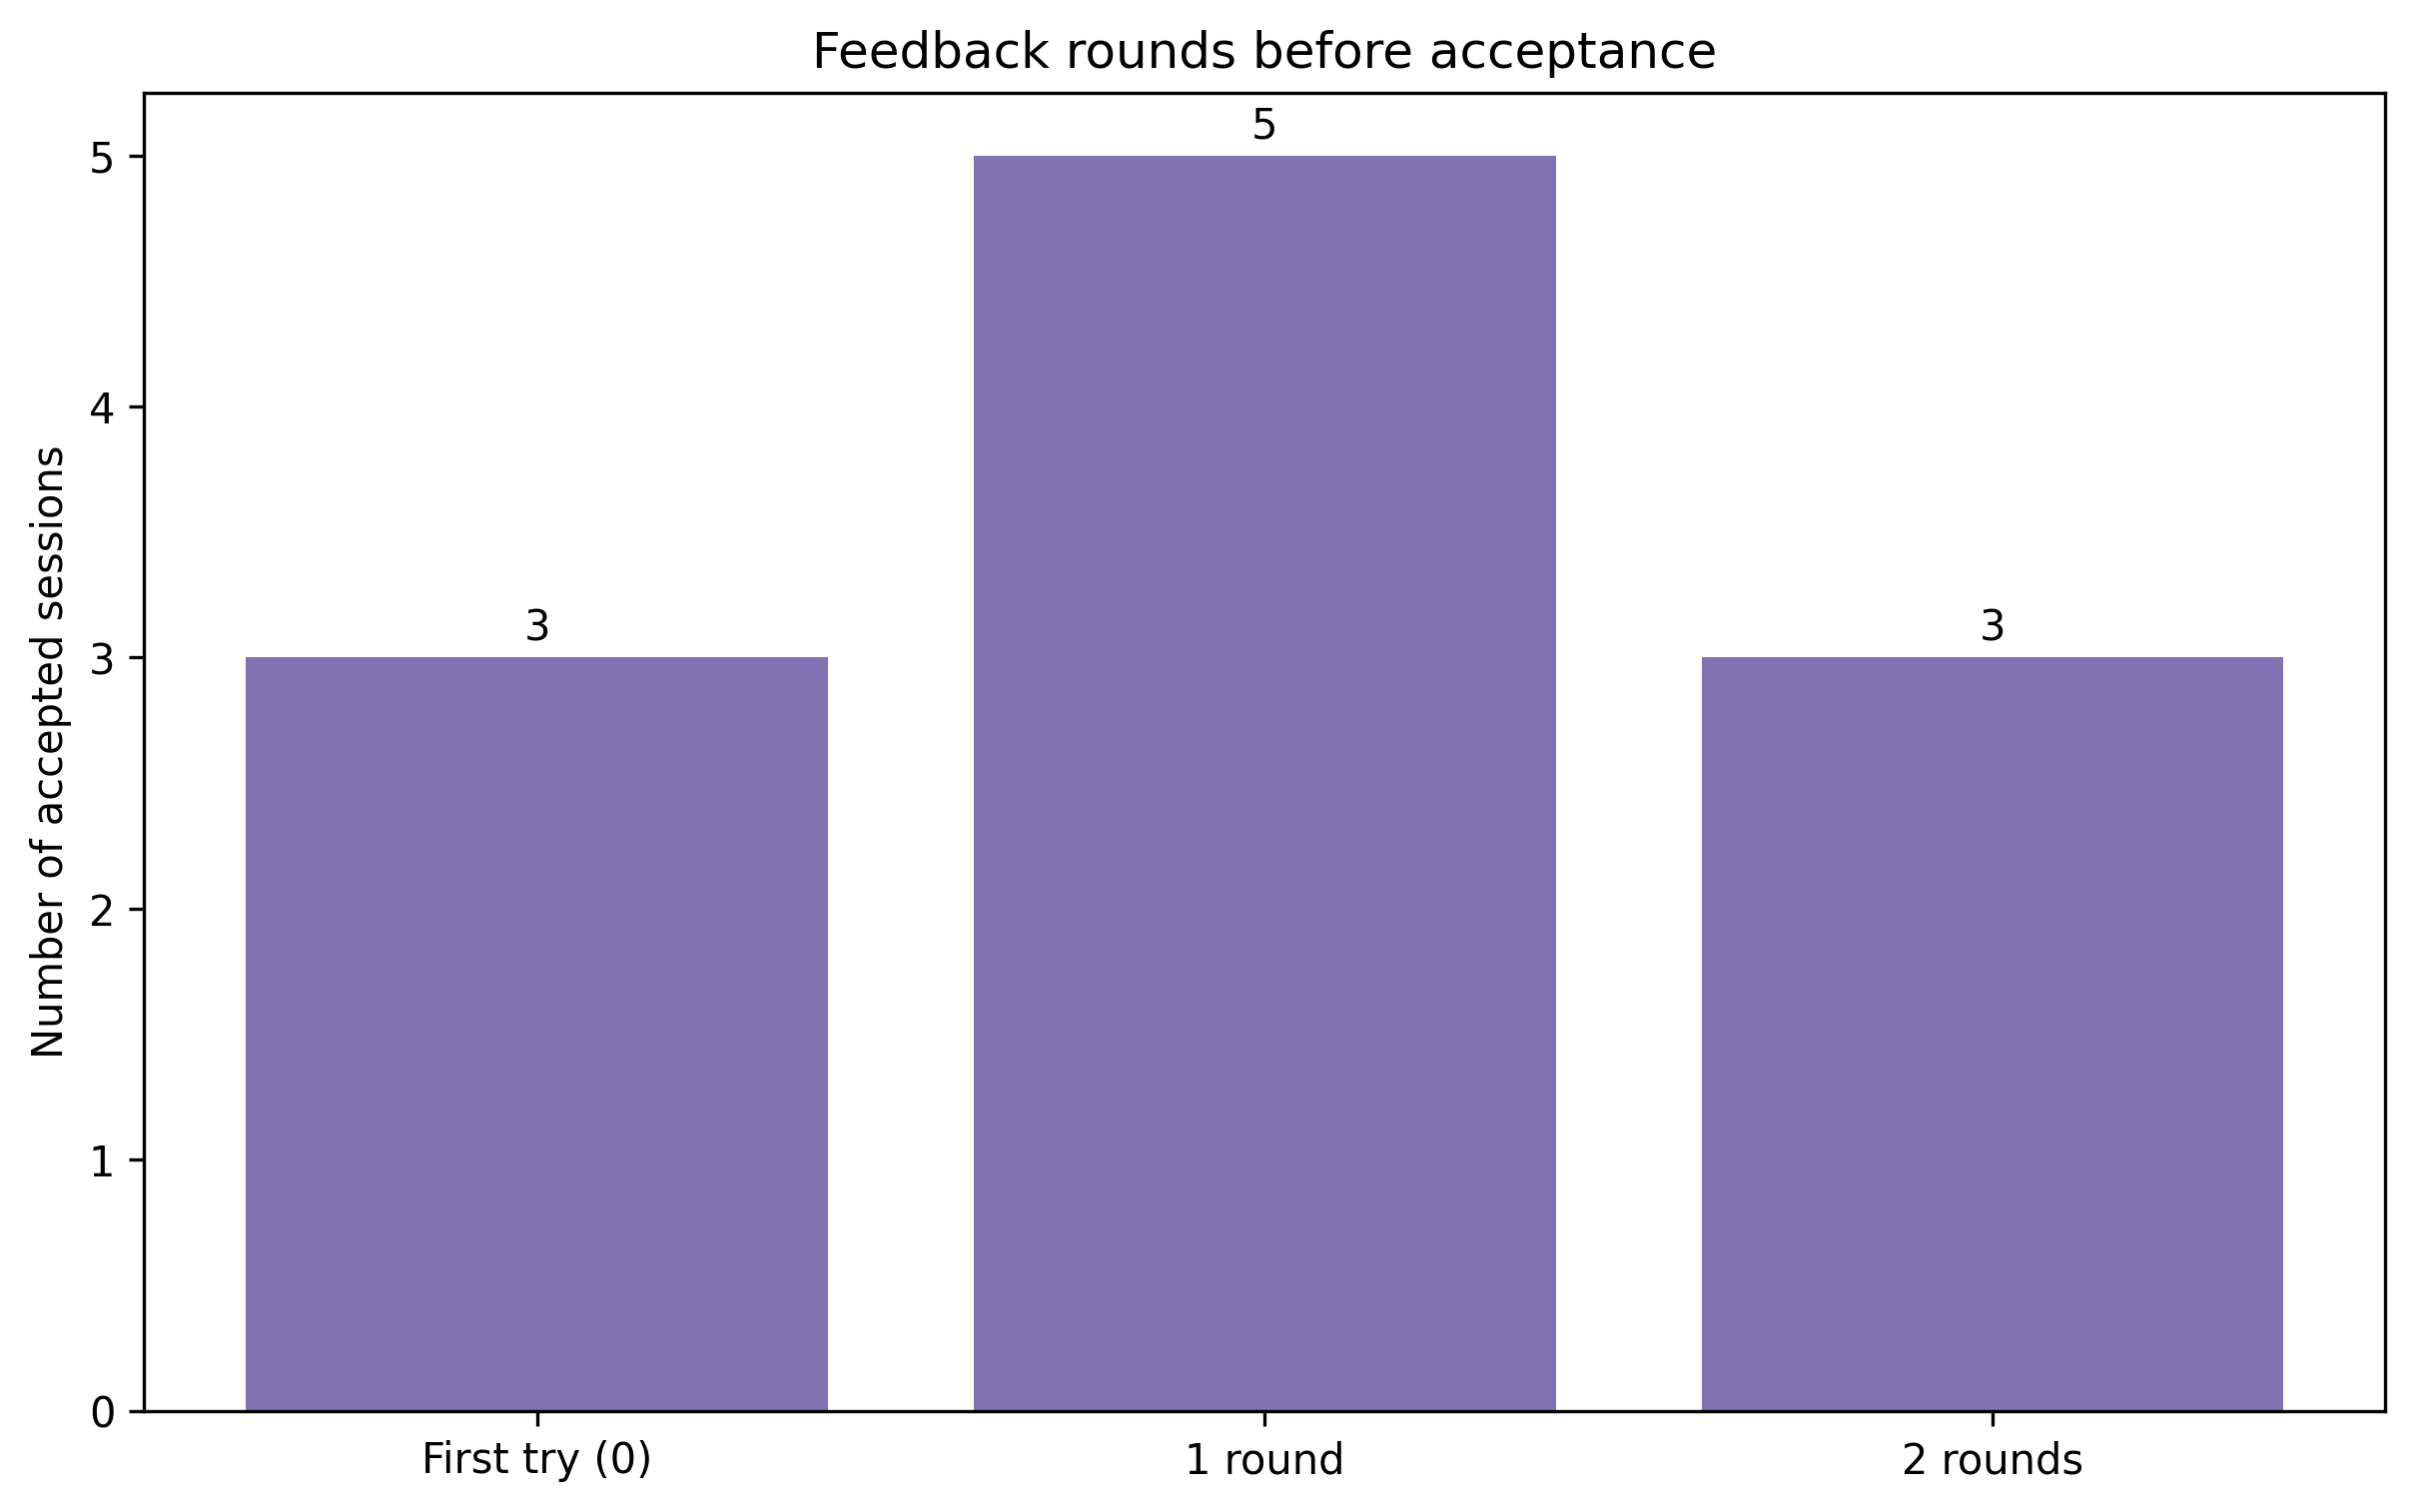 Feedback rounds before acceptance
Number of accepted sessions
5
4
3
2
1
0
3
5
3
First try (0)
1 round
2 rounds